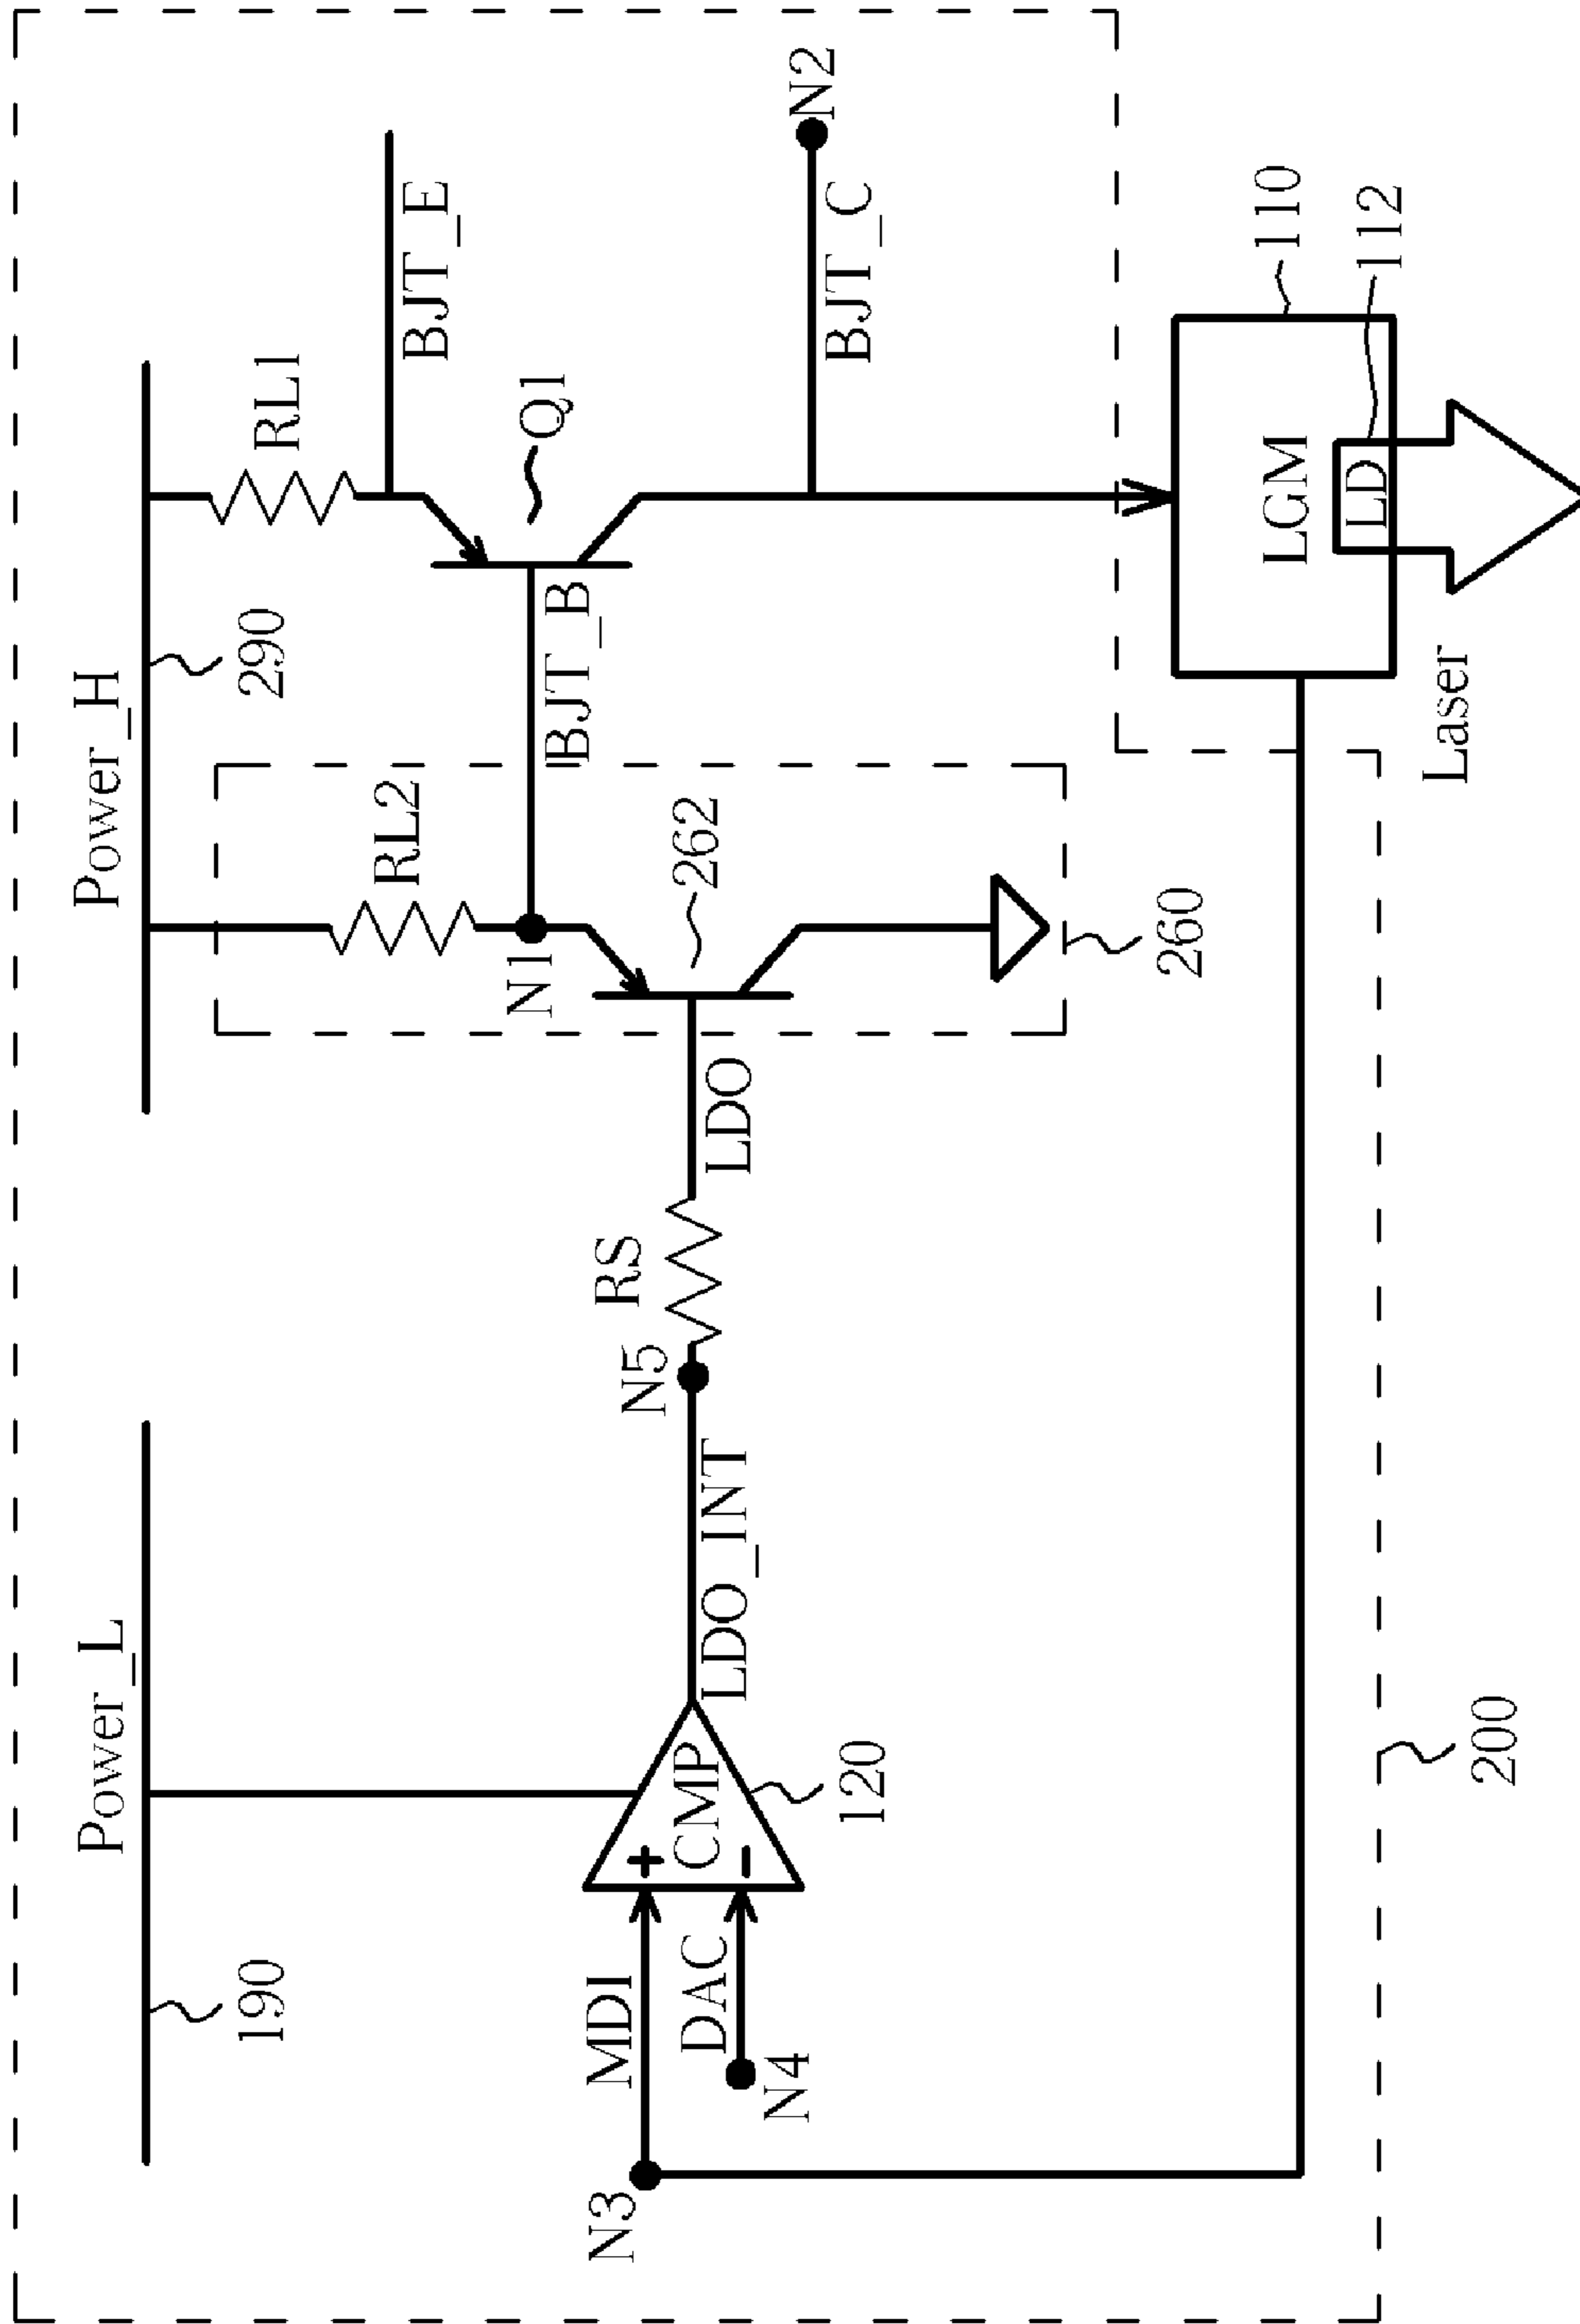 Power_L
Power_H
190
290
RL1
RL2
BJT_E
Q1
N1
BJT_B
N3
MDI
CMP
+
-
DAC
N4
120
LDO_INT
N5
RS
LDO
262
BJT_C
N2
260
LGM
LD
110
112
Laser
200